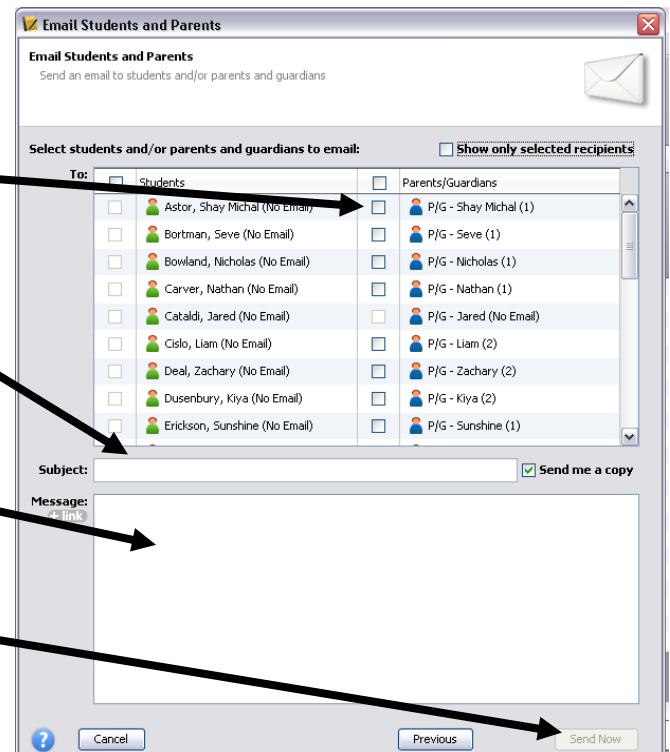 Email Students and Parents
Email Students and Parents
Send an email to students and/or parents and guardians
Select students and/or parents and guardians to email: Show only selected recipients
To: Students Parents/Guardians
Astor, Shay Michal (No Email) P/G - Shay Michal (1)
Bortman, Seve (No Email) P/G - Seve (1)
Bowland, Nicholas (No Email) P/G - Nicholas (1)
Carver, Nathan (No Email) P/G - Nathan (1)
Cataldi, Jared (No Email) P/G - Jared (No Email)
Cislo, Liam (No Email) P/G - Liam (2)
Deal, Zachary (No Email) P/G - Zachary (2)
Dusenbury, Kiya (No Email) P/G - Kiya (2)
Erickson, Sunshine (No Email) P/G - Sunshine (1)
Subject: Send me a copy
Message:
+ link
? Cancel Previous Send Now